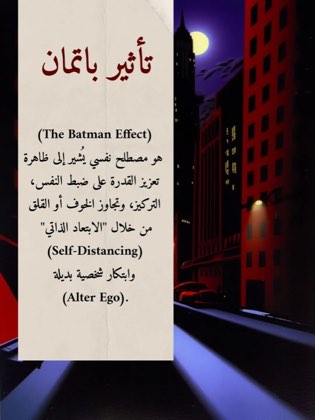 تأثير باتمان
(The Batman Effect)
هو مصطلح نفسي يُشير إلى ظاهرة
تعزيز القدرة على ضبط النفس،
التركيز، وتجاوز الخوف أو القلق
من خلال "الابتعاد الذاتي"
(Self-Distancing)
وابتكار شخصية بديلة
(Alter Ego).